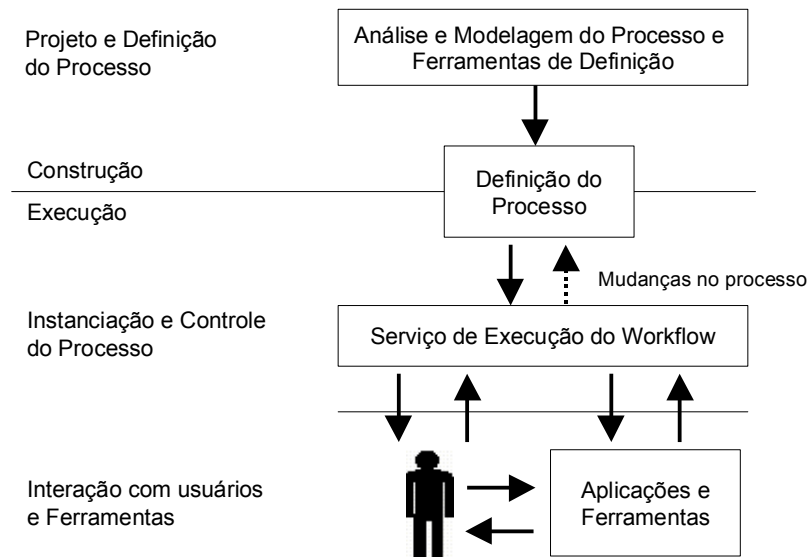 Projeto e Definição
do Processo
Análise e Modelagem do Processo e
Ferramentas de Definição
Construção
Execução
Definição do
Processo
Mudanças no processo
Instanciação e Controle
do Processo
Serviço de Execução do Workflow
Interação com usuários
e Ferramentas
Aplicações e
Ferramentas